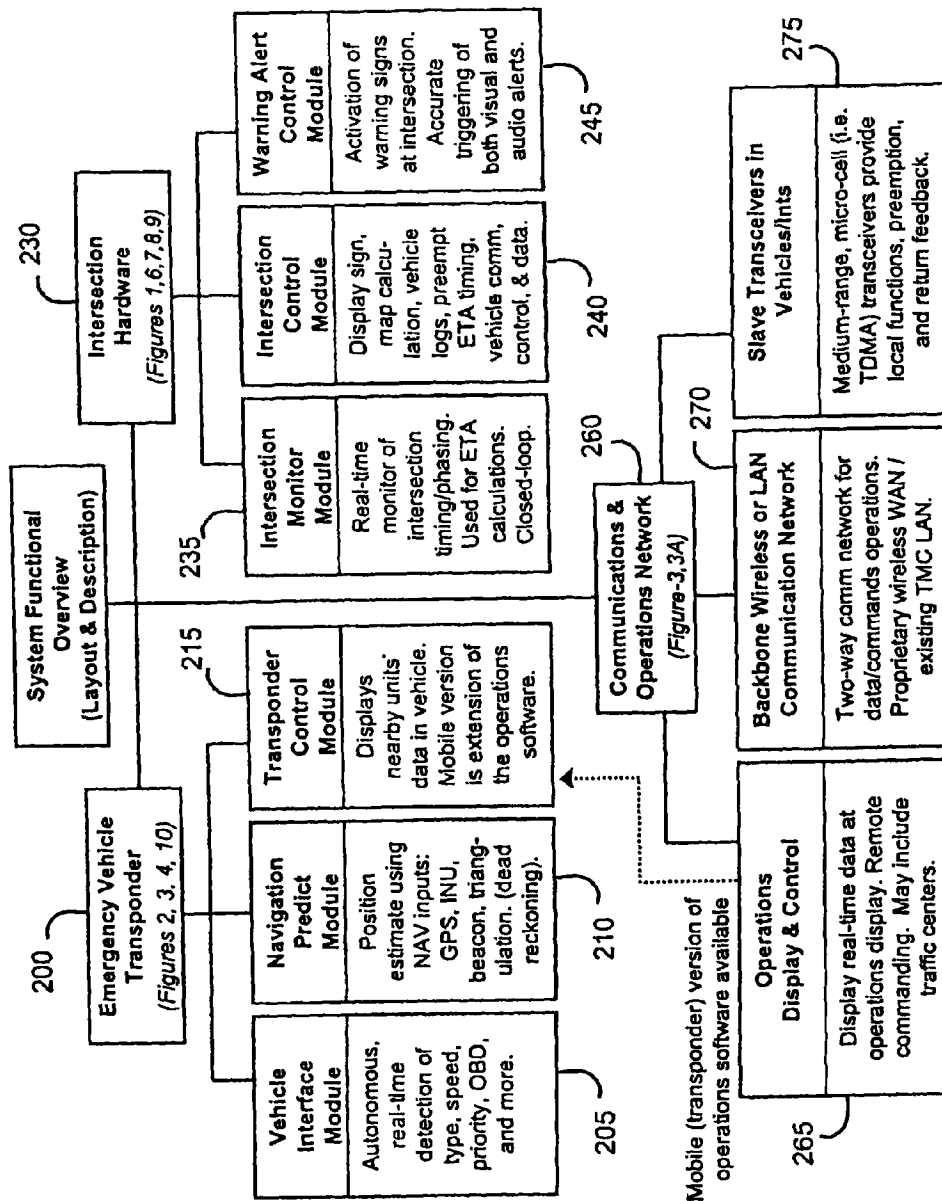 System Functional
Overview
(Layout & Description)
200
Emergency Vehicle
Transponder
(Figures 2, 3, 4, 10)
230
Intersection
Hardware
(Figures 1,6,7,8,9)
Vehicle
Interface
Module
Autonomous,
real-time
detection of
type, speed,
priority, OBD,
and more.
205
Navigation
Predict
Module
Position
estimate using
NAV inputs:
GPS, INU,
beacon, triang-
ulation, (dead
reckoning).
210
215
Transponder
Control
Module
Displays
nearby units'
data in vehicle.
Mobile version
is extension of
the operations
software.
235
Intersection
Monitor
Module
Real-time
monitor of
intersection
timing/phasing.
Used for ETA
calculations.
Closed-loop.
Intersection
Control
Module
Display sign,
map calcu-
lation, vehicle
logs, preempt
ETA timing,
vehicle comm,
control, & data.
240
Warning Alert
Control
Module
Activation of
warning signs
at intersection.
Accurate
triggering of
both visual and
audio alerts.
245
260
Communications &
Operations Network
(Figure-3,3A)
Mobile (transponder) version of
operations software available
Operations
Display & Control
Display real-time data at
operations display. Remote
commanding. May include
traffic centers.
265
270
Backbone Wireless or LAN
Communication Network
Two-way comm network for
data/commands operations.
Proprietary wireless WAN /
existing TMC LAN.
Slave Transceivers in
Vehicles/Ints
Medium-range, micro-cell (i.e.
TDMA) transceivers provide
local functions, preemption,
and return feedback.
275